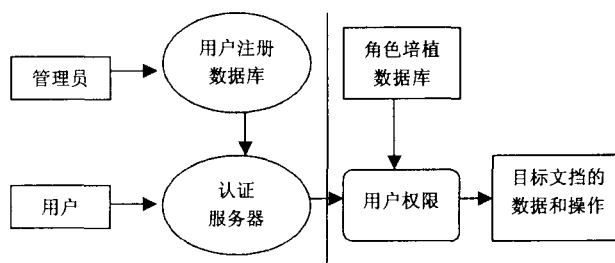 管理员
用户注册
数据库
角色培植
数据库
用户
认证
服务器
用户权限
目标文挡的
数据和操作